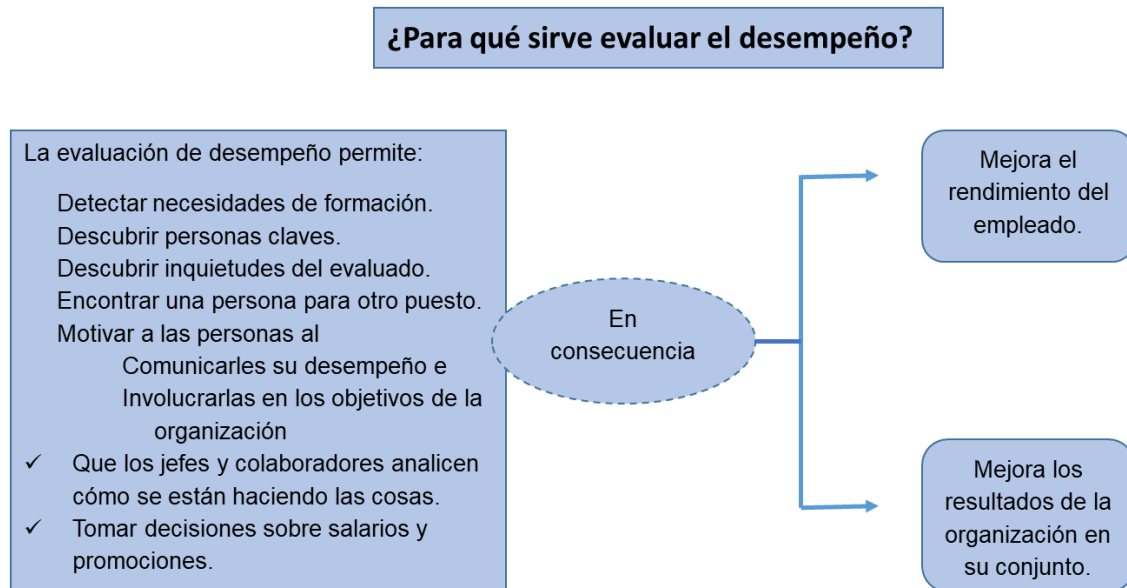 ¿Para qué sirve evaluar el desempeño?
La evaluación de desempeño permite:
Detectar necesidades de formación.
Descubrir personas claves.
Descubrir inquietudes del evaluado.
Encontrar una persona para otro puesto.
Motivar a las personas al
Comunicarles su desempeño e
Involucrarlas en los objetivos de la
organización
✓ Que los jefes y colaboradores analicen
cómo se están haciendo las cosas.
✓ Tomar decisiones sobre salarios y
promociones.
En
consecuencia
Mejora el
rendimiento del
empleado.
Mejora los
resultados de la
organización en
su conjunto.